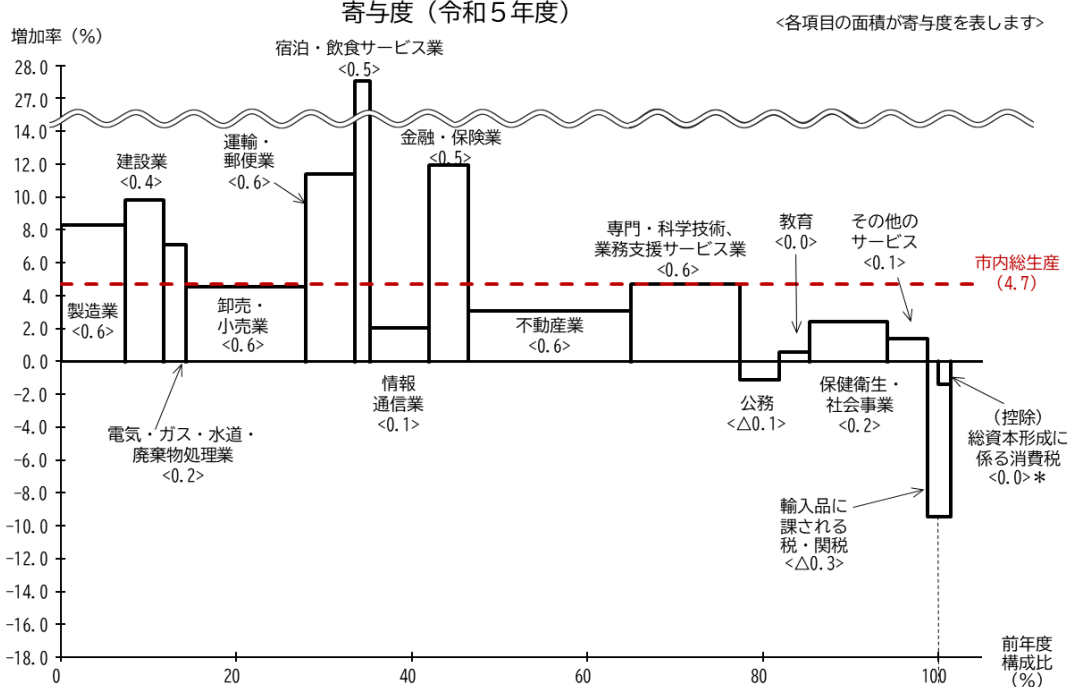 寄与度（令和５年度）
<各項目の面積が寄与度を表します>
増加率（%）
宿泊・飲食サービス業
<0.5>
28.0
27.0
14.0
12.0
10.0
8.0
6.0
4.0
2.0
0.0
-2.0
-4.0
-6.0
-8.0
-10.0
-12.0
-14.0
-16.0
-18.0
建設業
<0.4>
運輸・
郵便業
<0.6>
金融・保険業
<0.5>
専門・科学技術、
業務支援サービス業
<0.6>
教育
<0.0>
その他の
サービス
<0.1>
市内総生産
（4.7）
製造業
<0.6>
卸売・
小売業
<0.6>
不動産業
<0.6>
情報
通信業
<0.1>
公務
<△0.1>
保健衛生・
社会事業
<0.2>
電気・ガス・水道・
廃棄物処理業
<0.2>
（控除）
総資本形成に
係る消費税
<0.0>＊
輸入品に
課される
税・関税
<△0.3>
0
20
40
60
80
100
前年度
構成比
（%）